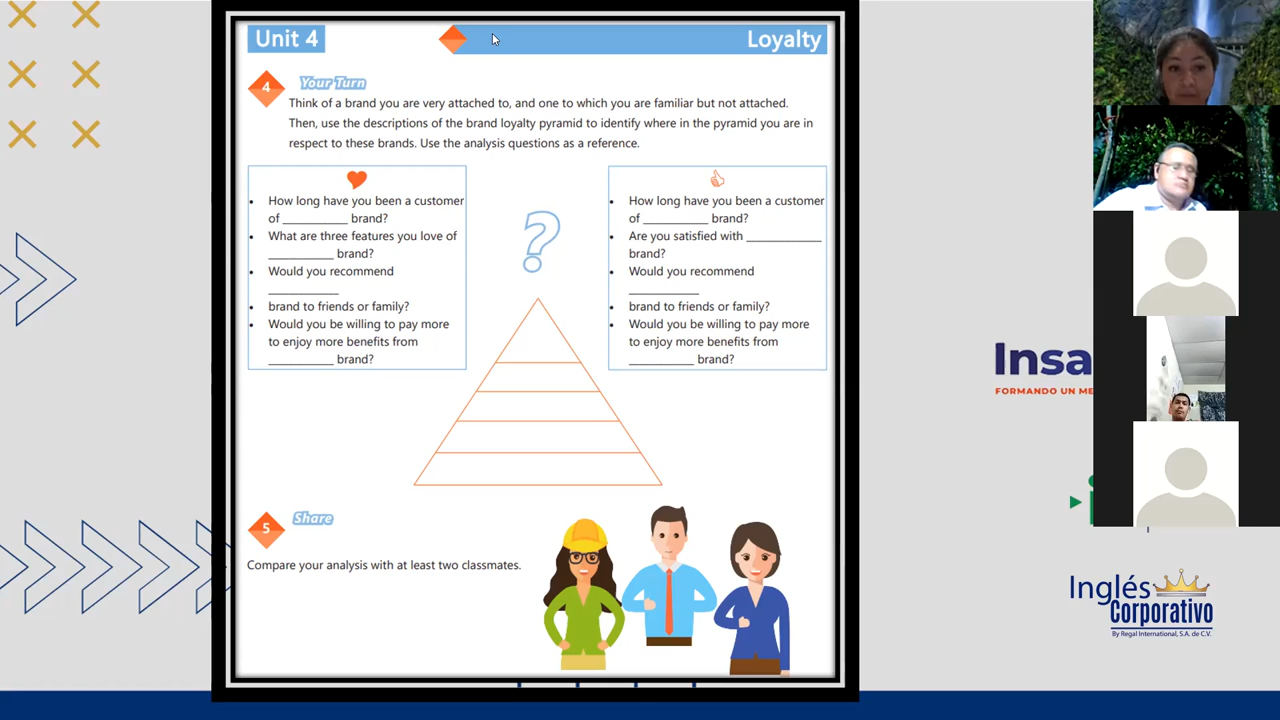 Unit 4
Loyalty
4
Your Turn
Think of a brand you are very attached to, and one to which you are familiar but not attached.
Then, use the descriptions of the brand loyalty pyramid to identify where in the pyramid you are in
respect to these brands. Use the analysis questions as a reference.
• How long have you been a customer
of __________ brand?
• What are three features you love of
__________ brand?
• Would you recommend
___________
• brand to friends or family?
• Would you be willing to pay more
to enjoy more benefits from
__________ brand?
?
• How long have you been a customer
of __________ brand?
• Are you satisfied with ____________
brand?
• Would you recommend
___________
• brand to friends or family?
• Would you be willing to pay more
to enjoy more benefits from
__________ brand?
5
Share
Compare your analysis with at least two classmates.
Insa
FORMANDO UN ME
Inglés
Corporativo
By Regal International, S.A. de C.V.